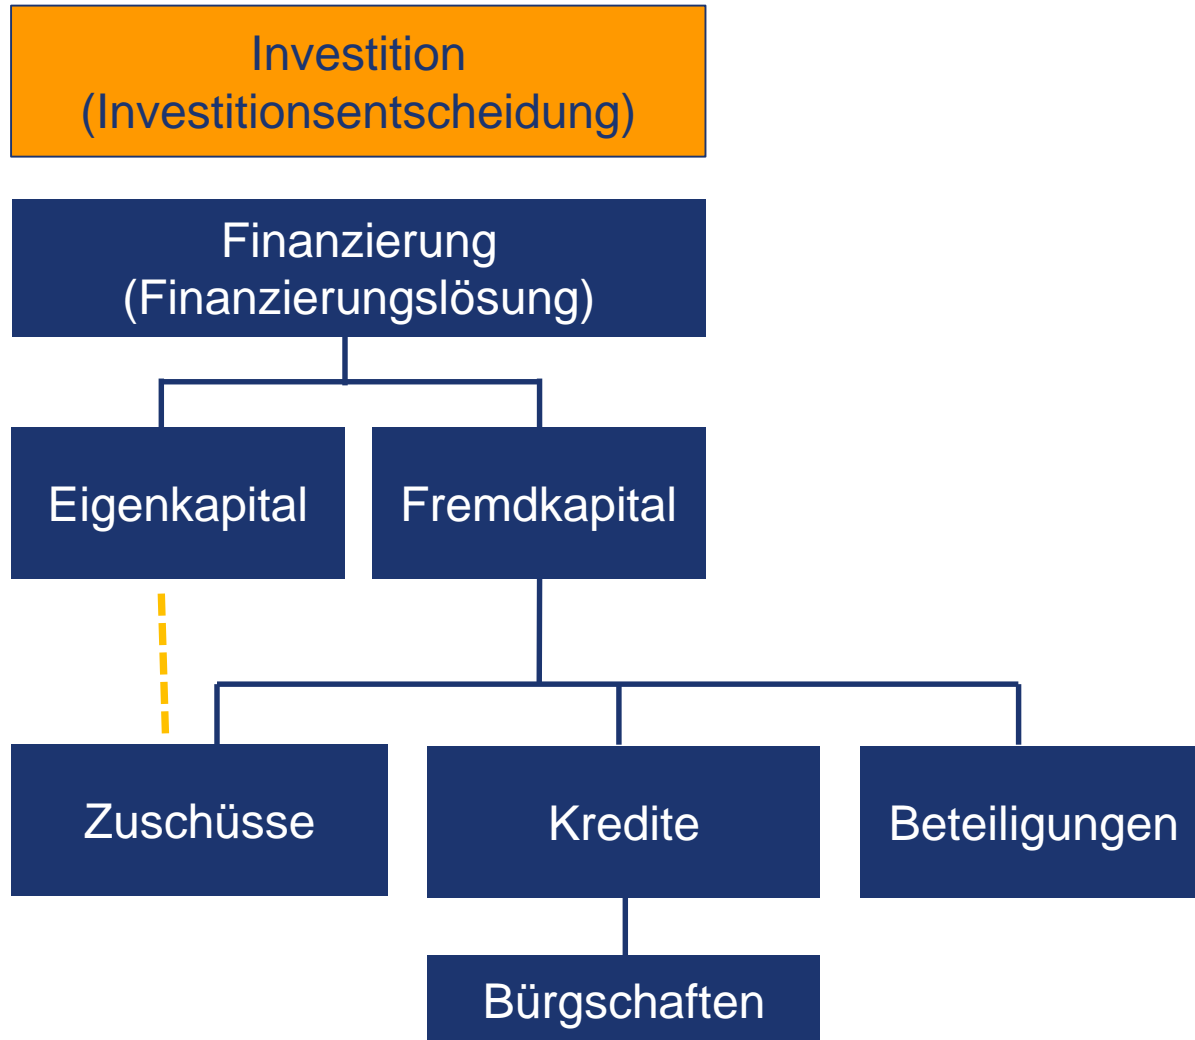 Investition
(Investitionsentscheidung)
Finanzierung
(Finanzierungslösung)
Eigenkapital
Fremdkapital
Zuschüsse
Kredite
Beteiligungen
Bürgschaften